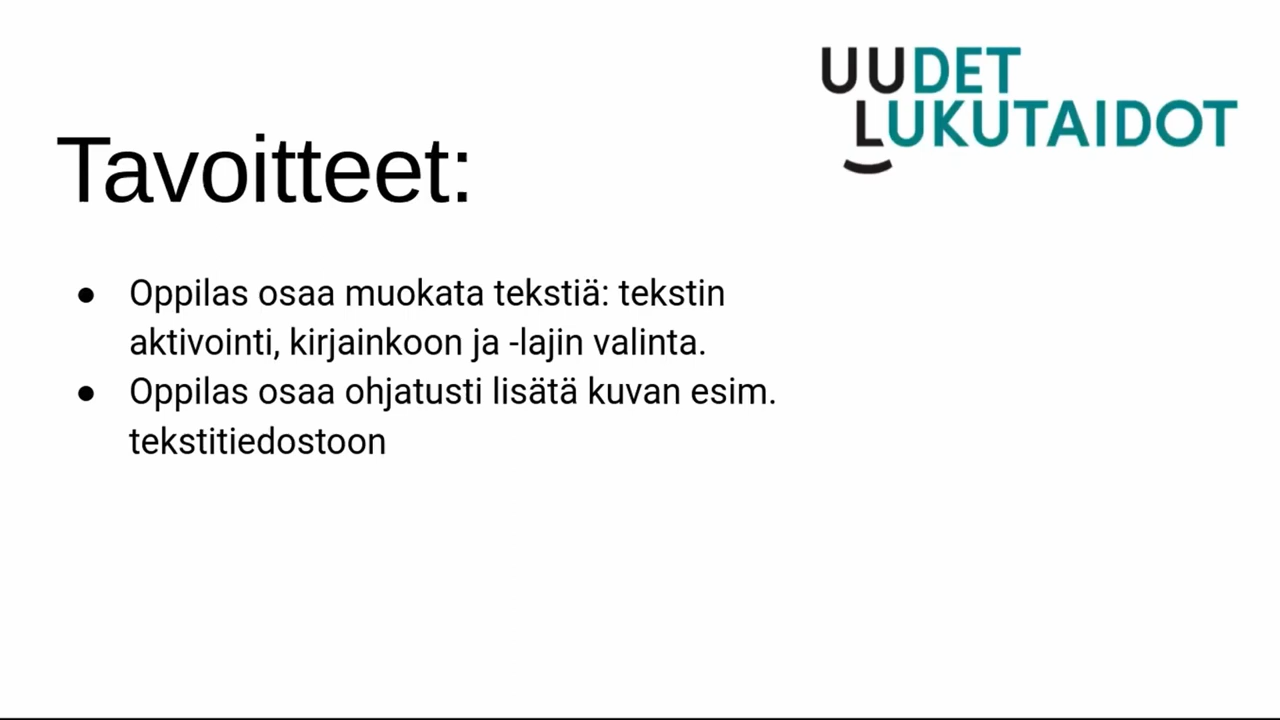 UUDET
LUKUTAIDOT
Tavoitteet:
● Oppilas osaa muokata tekstiä: tekstin
aktivointi, kirjainkoon ja -lajin valinta.
● Oppilas osaa ohjatusti lisätä kuvan esim.
tekstitiedostoon